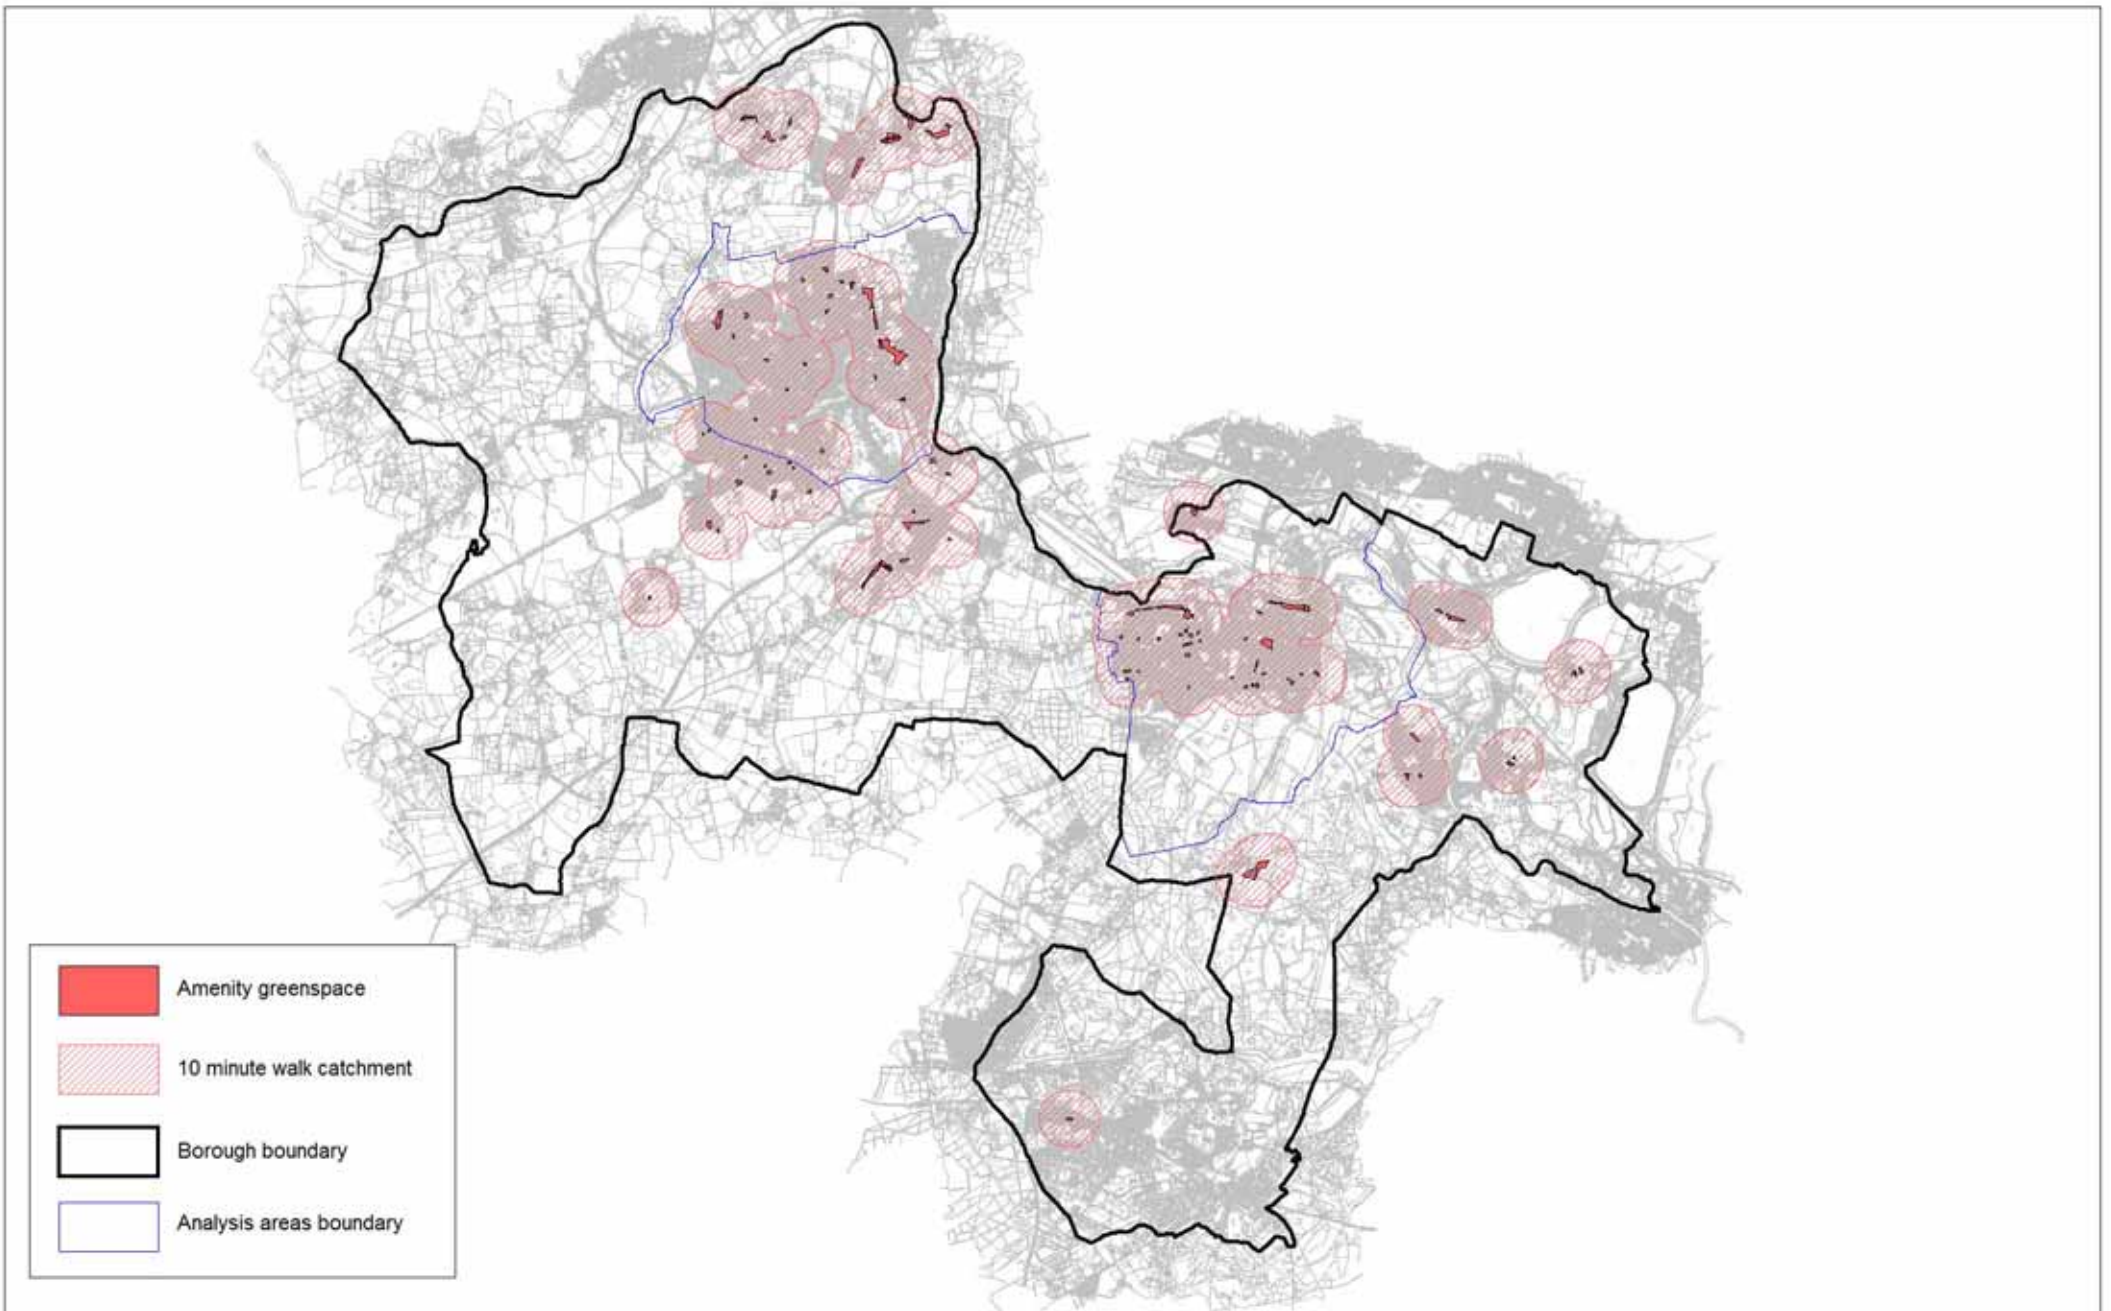 Amenity greenspace
10 minute walk catchment
Borough boundary
Analysis areas boundary